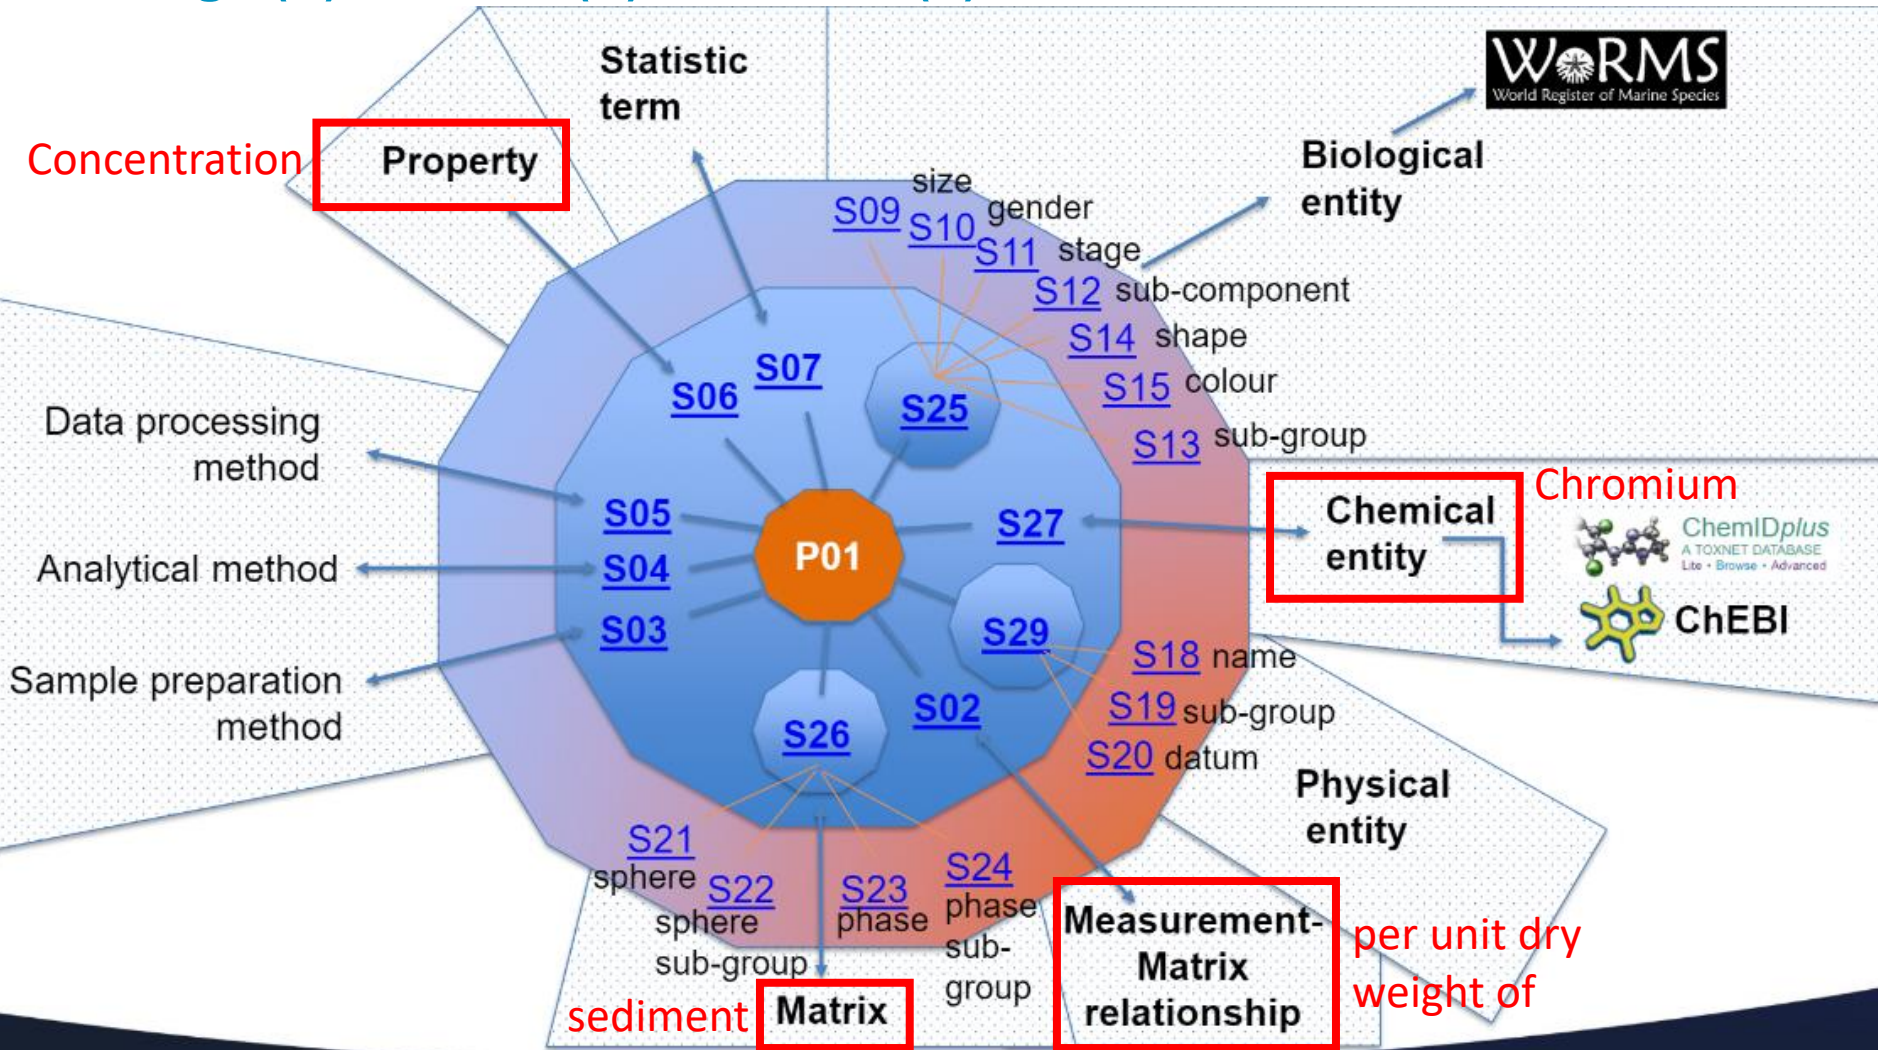 Statistic
term
WoRMS
World Register of Marine Species
Concentration
Property
Biological
entity
size
S09
S10
gender
S11
stage
S12
sub-component
S14
shape
S15
colour
S13
sub-group
S07
S06
S25
Data processing
method
S05
S27
Chemical
entity
Chromium
ChemIDplus
A TOXNET DATABASE
Lite • Browse • Advanced
Analytical method
S04
P01
S03
S29
ChEBI
S18
name
Sample preparation
method
S26
S02
S19
sub-group
S20
datum
Physical
entity
S21
sphere
S22
sphere
sub-group
S23
phase
S24
phase
sub-
group
Measurement-
Matrix
relationship
per unit dry
weight of
sediment
Matrix